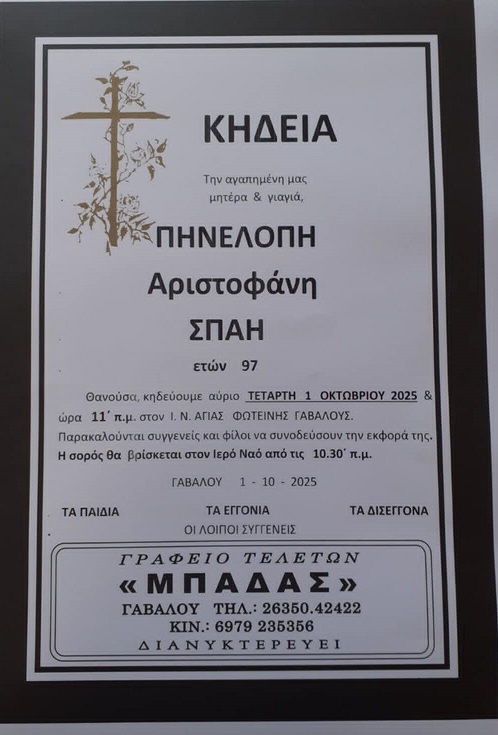 ΚΗΔΕΙΑ
Την αγαπημένη μας
μητέρα & γιαγιά,
ΠΗΝΕΛΟΠΗ
Αριστοφάνη
ΣΠΑΗ
ετών 97
Θανούσα, κηδεύουμε αύριο ΤΕΤΑΡΤΗ 1 ΟΚΤΩΒΡΙΟΥ 2025 &
ώρα 11΄ π.μ. στον Ι. Ν. ΑΓΙΑΣ ΦΩΤΕΙΝΗΣ ΓΑΒΑΛΟΥΣ.
Παρακαλούνται συγγενείς και φίλοι να συνοδεύσουν την εκφορά της.
Η σορός θα βρίσκεται στον Ιερό Ναό από τις 10.30΄ π.μ.
ΓΑΒΑΛΟΥ 1 - 10 - 2025
ΤΑ ΠΑΙΔΙΑ ΤΑ ΕΓΓΟΝΙΑ ΤΑ ΔΙΣΕΓΓΟΝΑ
ΟΙ ΛΟΙΠΟΙ ΣΥΓΓΕΝΕΙΣ
ΓΡΑΦΕΙΟ ΤΕΛΕΤΩΝ
«ΜΠΑΔΑΣ»
ΓΑΒΑΛΟΥ ΤΗΛ.: 26350.42422
ΚΙΝ.: 6979 235356
ΔΙΑΝΥΚΤΕΡΕΥΕΙ